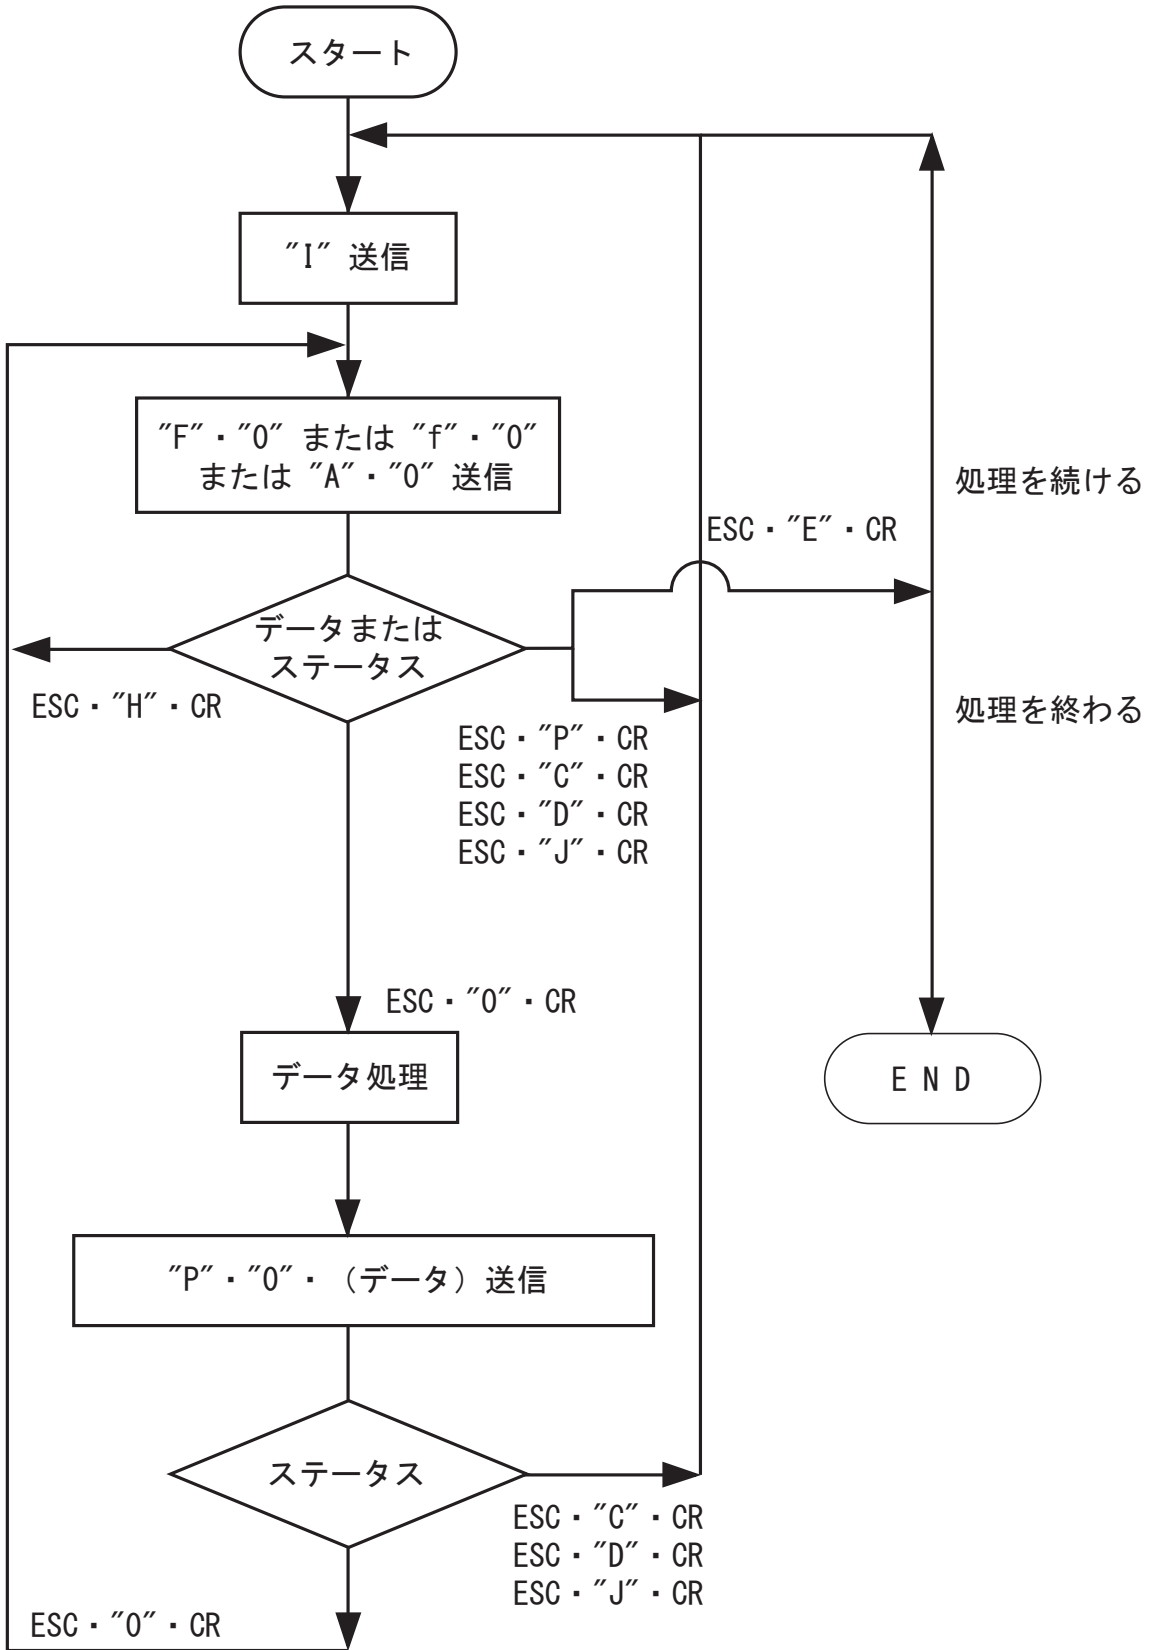 スタート
"I" 送信
"F"・"0" または "f"・"0"
または "A"・"0" 送信
処理を続ける
ESC・"E"・CR
データまたは
ステータス
ESC・"H"・CR
処理を終わる
ESC・"P"・CR
ESC・"C"・CR
ESC・"D"・CR
ESC・"J"・CR
ESC・"0"・CR
データ処理
E N D
"P"・"0"・（データ）送信
ステータス
ESC・"C"・CR
ESC・"D"・CR
ESC・"J"・CR
ESC・"0"・CR